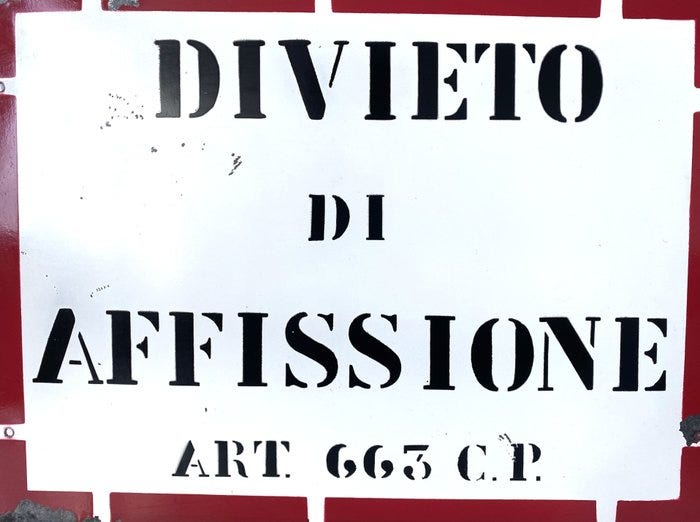 DIVIETO
DI
AFFISSIONE
ART. 663 C.P.